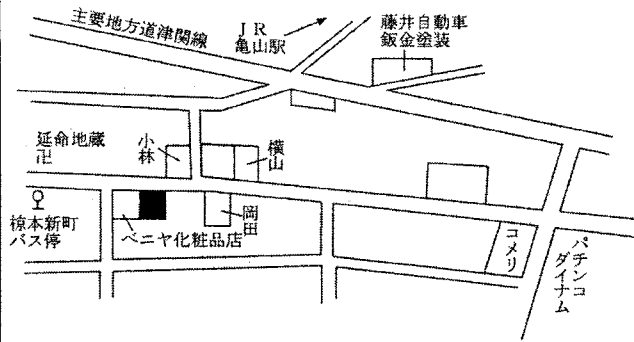 主要地方道津関線
ＪＲ
亀山駅
藤井自動車
鈑金塗装
延命地蔵
卍
小林
横山
椋本新町
バス停
ベニヤ化粧品店
岡田
コメリ
パチンコ
ダイナム